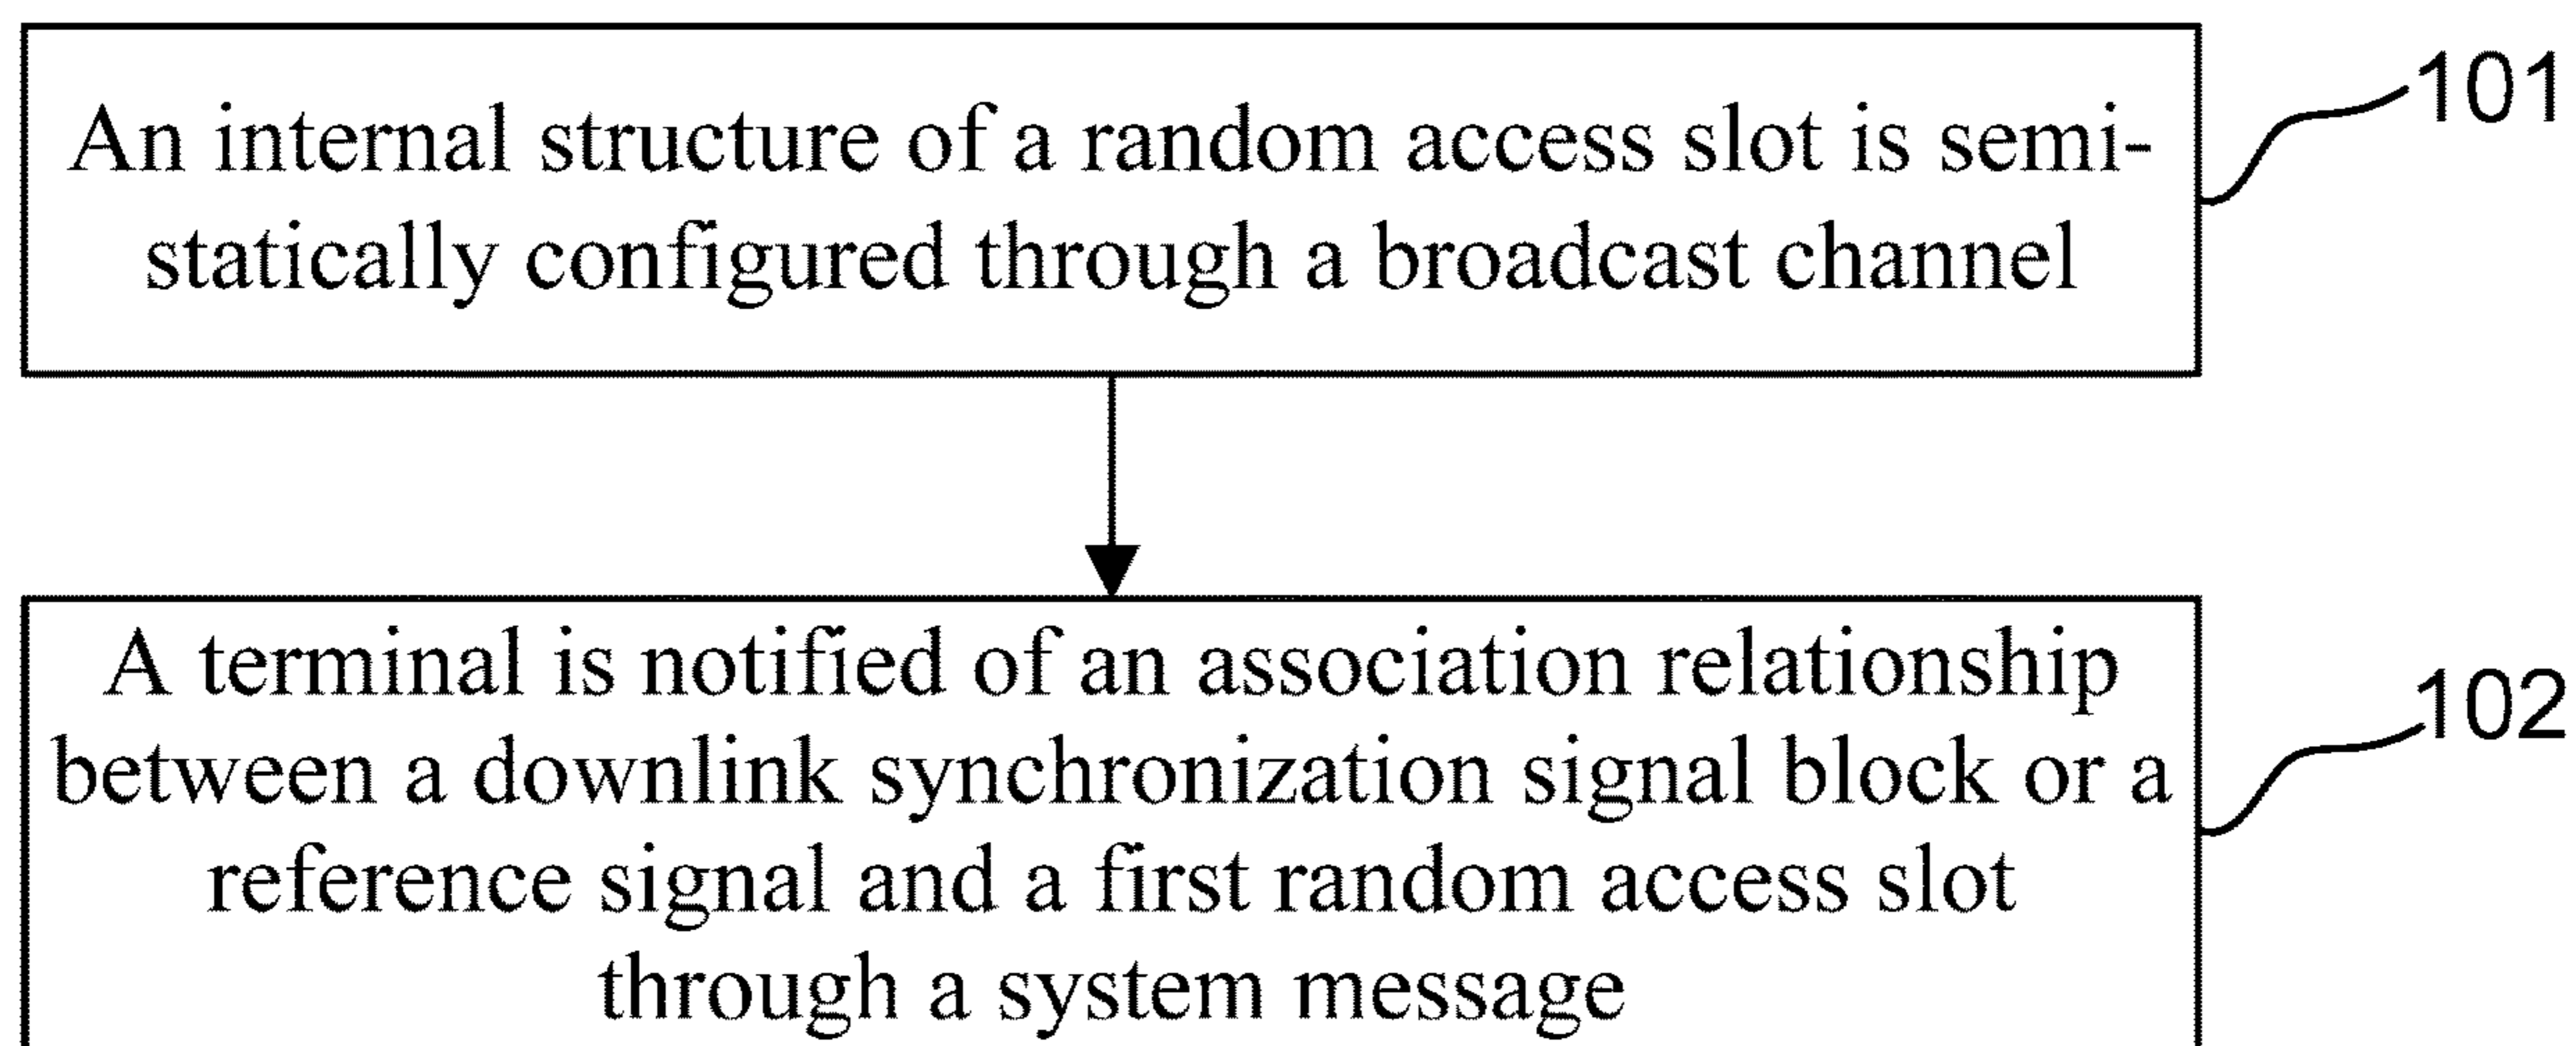 An internal structure of a random access slot is semi-
statically configured through a broadcast channel
101
A terminal is notified of an association relationship
between a downlink synchronization signal block or a
reference signal and a first random access slot
through a system message
102